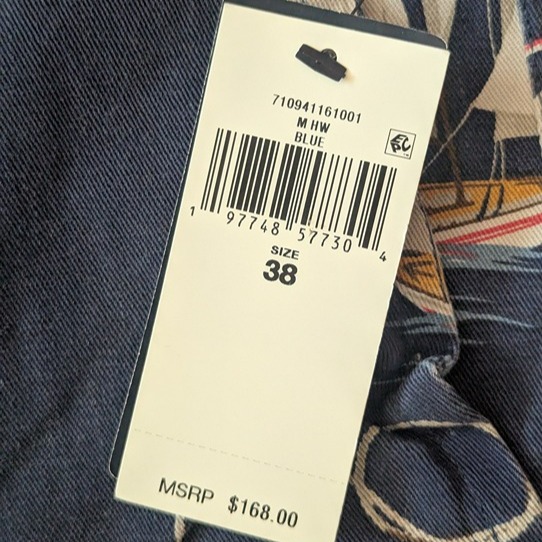 710941161001
M HW
BLUE
1 97748 57730 4
SIZE
38
MSRP $168.00